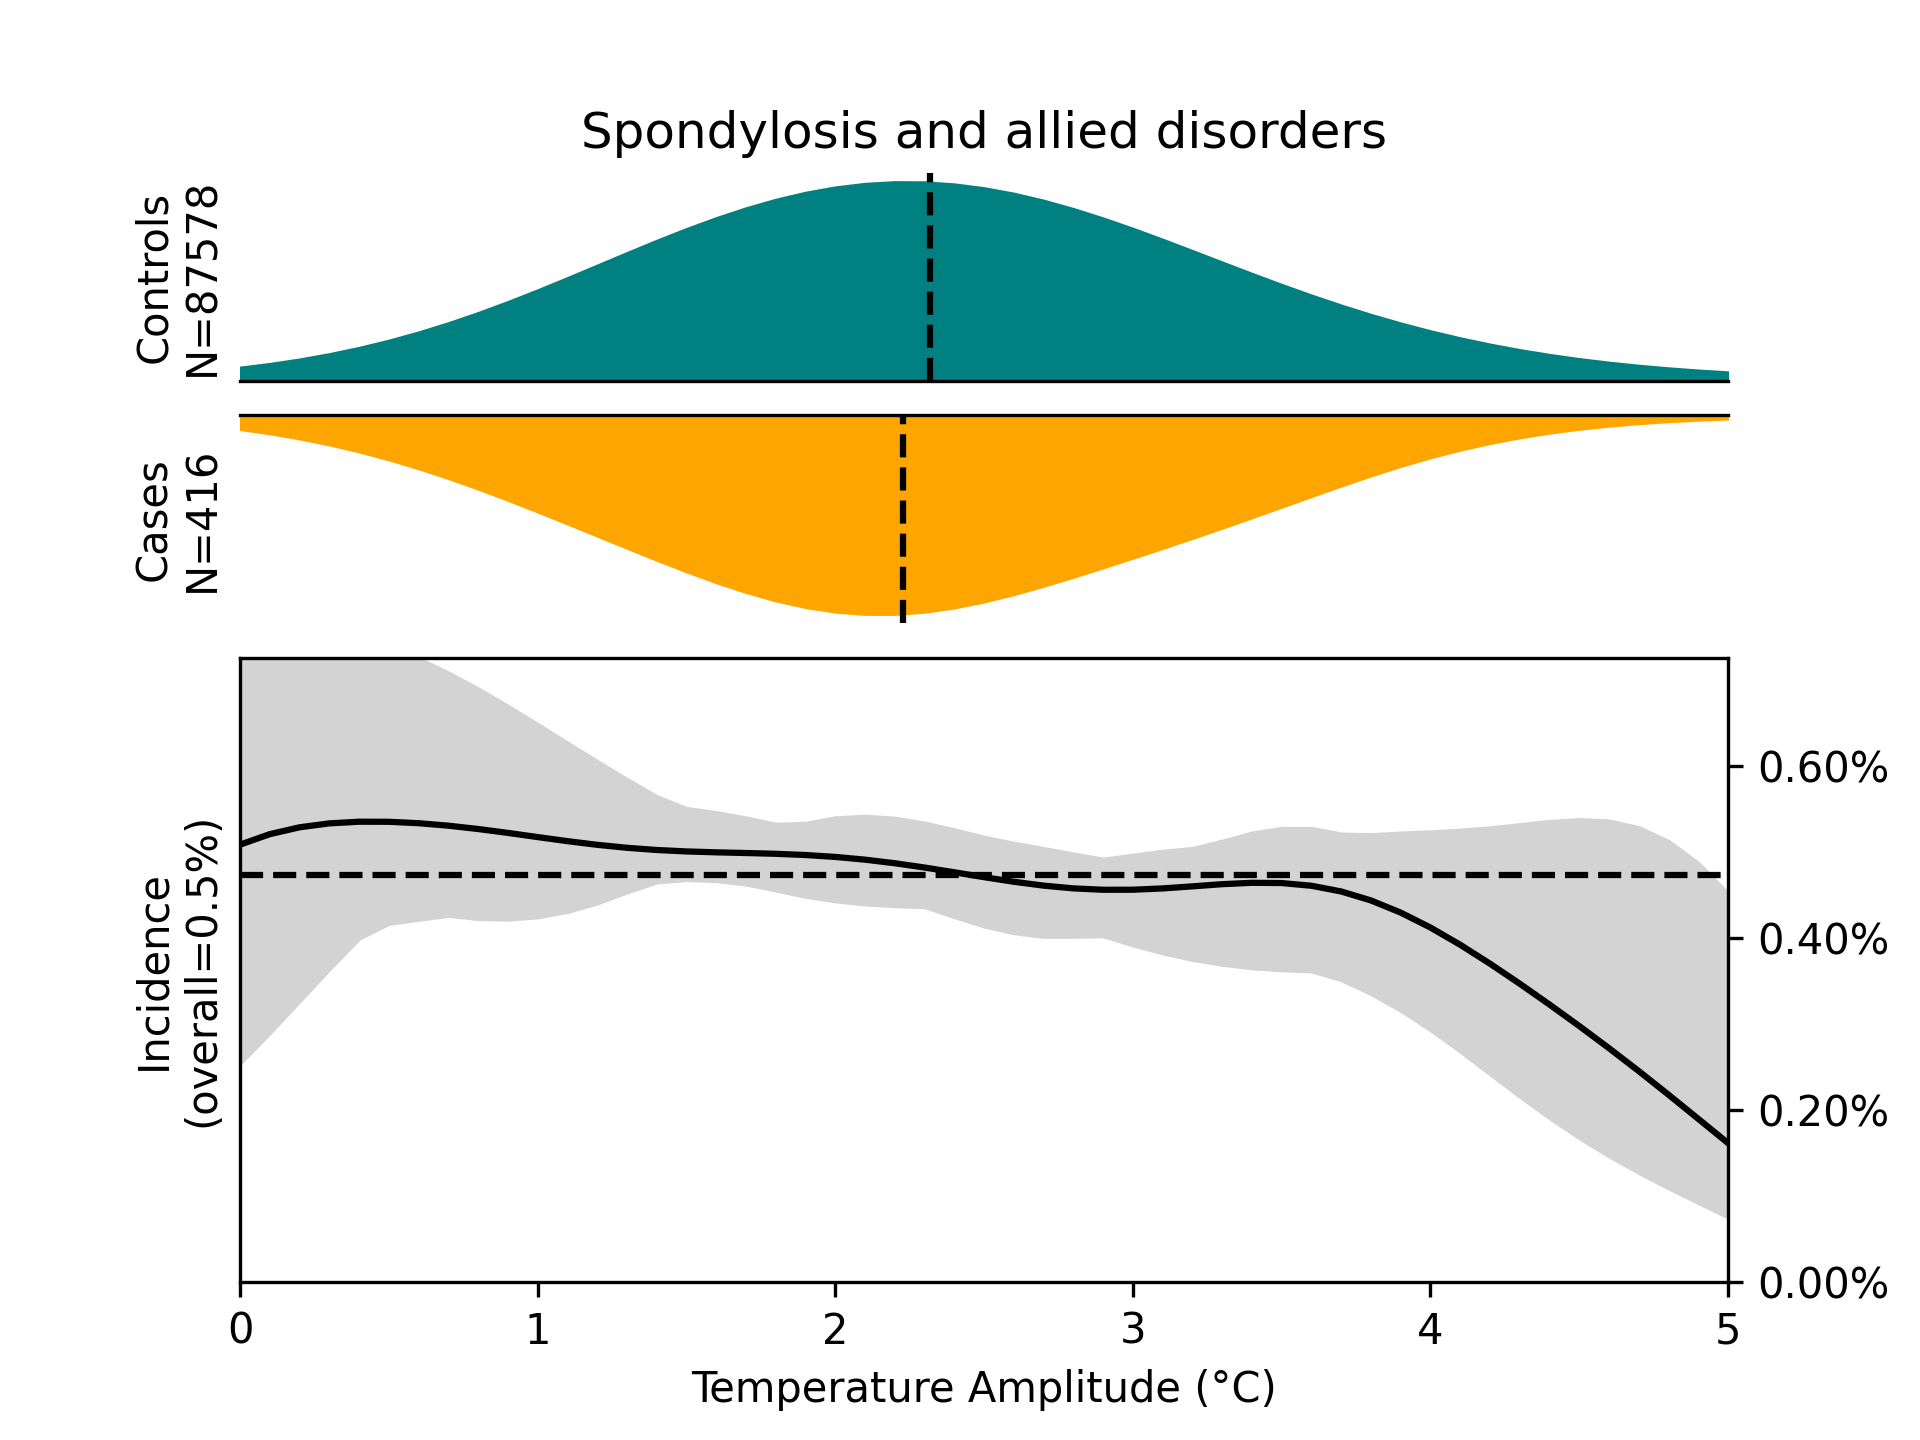 Spondylosis and allied disorders
Controls
N=87578
Cases
N=416
Incidence
(overall=0.5%)
0.60%
0.40%
0.20%
0.00%
0 1 2 3 4 5
Temperature Amplitude (°C)